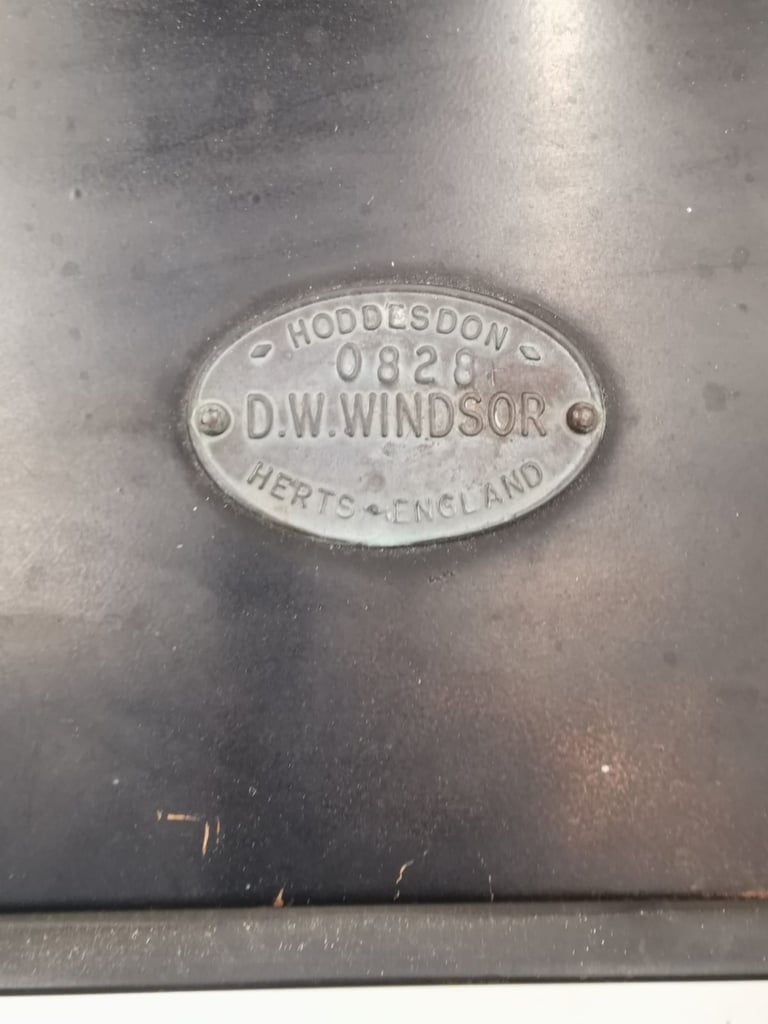 HODDESDON
0828
D.W.WINDSOR
HERTS ENGLAND